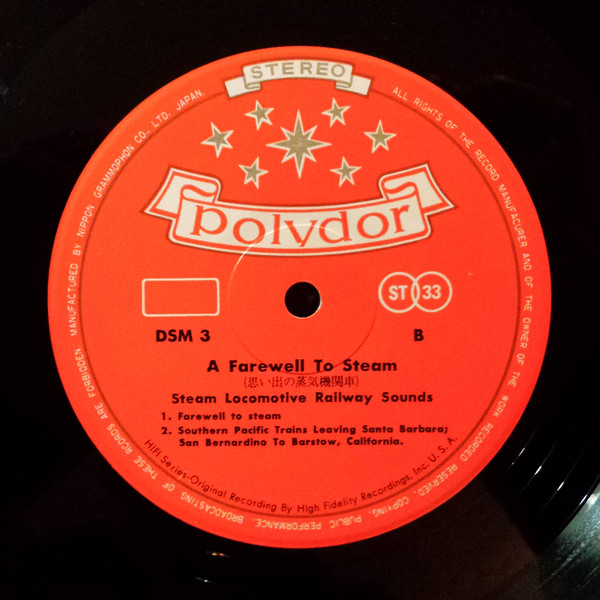 STEREO
polydor
ST 33
DSM 3
B
A Farewell To Steam
(思い出の蒸気機関車)
Steam Locomotive Railway Sounds
1. Farewell to steam
2. Southern Pacific Trains Leaving Santa Barbara;
San Bernardino To Barstow, California.
HiFi Series-Original Recording By High Fidelity Recordings, Inc. U. S. A.
MANUFACTURED BY NIPPON GRAMMOPHON CO., LTD. JAPAN.
ALL RIGHTS OF THE RECORD MANUFACURER AND OF THE OWNER OF THE WORK RECORDED RESERVED. COPYING, PUBLIC PERFORMANCE, BROADCASTING OF THESE RCORDS ARE FORBIDDEN.